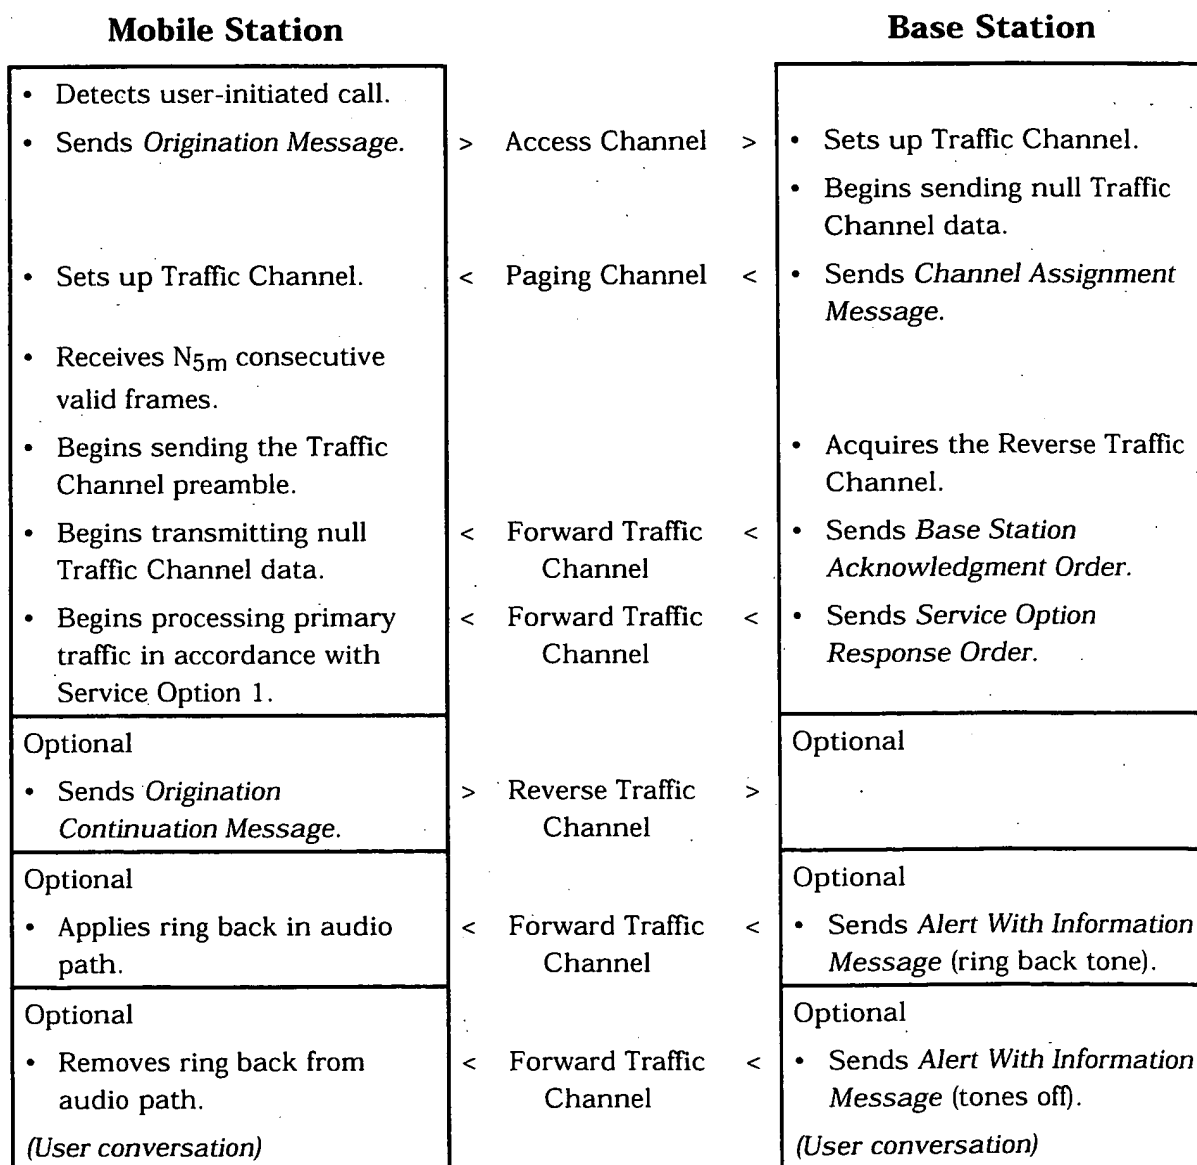 Mobile Station
Base Station
• Detects user-initiated call.
• Sends Origination Message. > Access Channel > • Sets up Traffic Channel.
• Begins sending null Traffic
Channel data.
• Sets up Traffic Channel. < Paging Channel < • Sends Channel Assignment
Message.
• Receives N5m consecutive
valid frames.
• Begins sending the Traffic • Acquires the Reverse Traffic
Channel preamble. Channel.
• Begins transmitting null < Forward Traffic < • Sends Base Station
Traffic Channel data. Channel Acknowledgment Order.
• Begins processing primary < Forward Traffic < • Sends Service Option
traffic in accordance with Channel Response Order.
Service Option 1.
Optional Optional
• Sends Origination > Reverse Traffic >
Continuation Message. Channel
Optional Optional
• Applies ring back in audio < Forward Traffic < • Sends Alert With Information
path. Channel Message (ring back tone).
Optional Optional
• Removes ring back from < Forward Traffic < • Sends Alert With Information
audio path. Channel Message (tones off).
(User conversation) (User conversation)